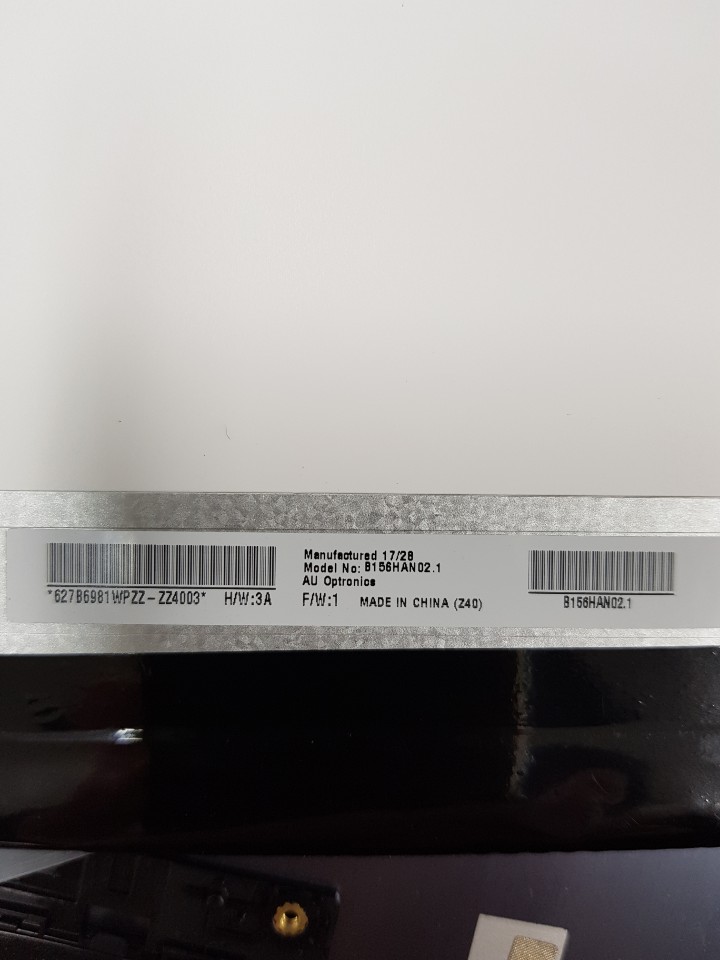 Manufactured 17/28
Model No: B156HAN02.1
AU Optronics
*627B6981WPZZ-ZZ4003* H/W:3A F/W:1 MADE IN CHINA (Z40)
B156HAN02.1